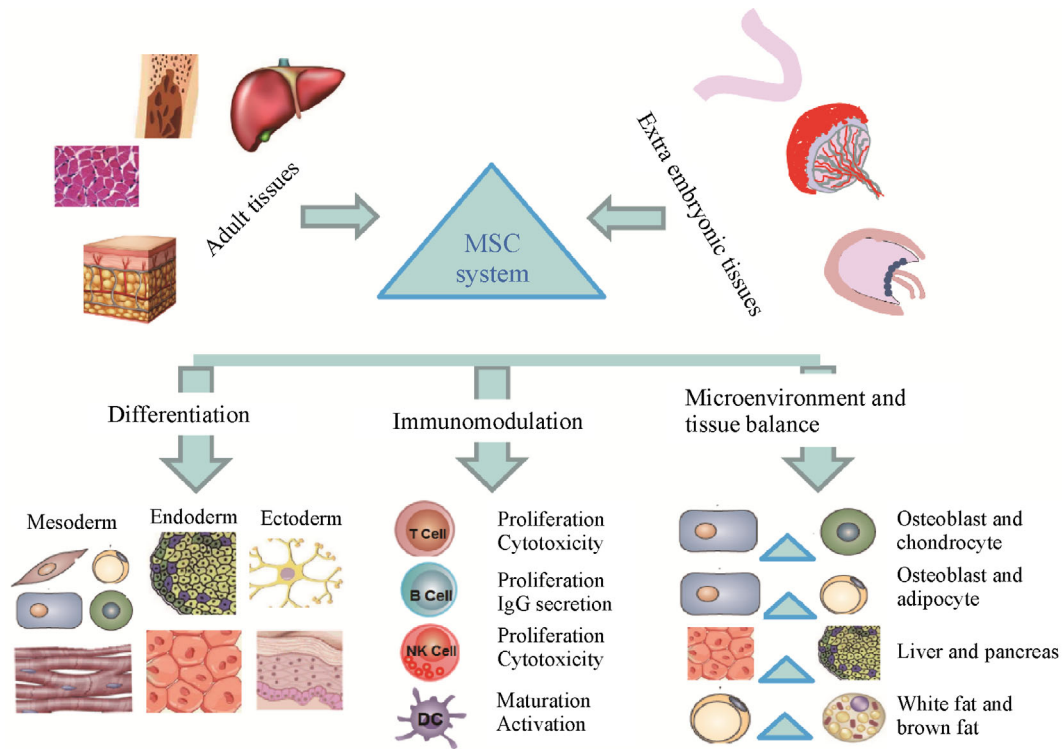 Adult tissues
MSC
system
Extra embryonic tissues
Differentiation
Immunomodulation
Microenvironment and
tissue balance
Mesoderm
Endoderm
Ectoderm
T Cell
Proliferation
Cytotoxicity
B Cell
Proliferation
IgG secretion
NK Cell
Proliferation
Cytotoxicity
DC
Maturation
Activation
Osteoblast and
chondrocyte
Osteoblast and
adipocyte
Liver and pancreas
White fat and
brown fat